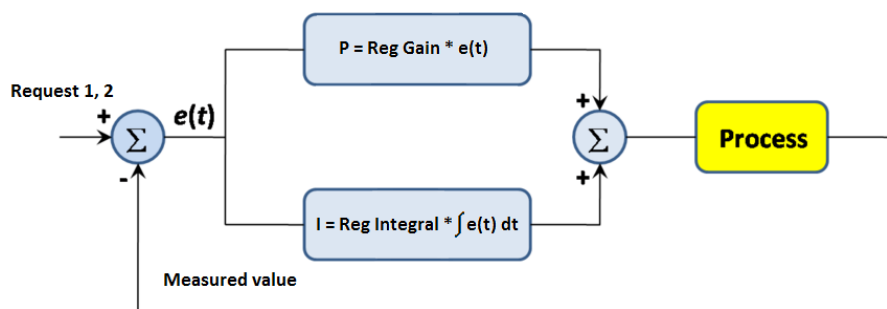 P = Reg Gain * e(t)
Request 1, 2
+
e(t)
Σ
-
+
Σ
+
Process
I = Reg Integral * ∫ e(t) dt
Measured value